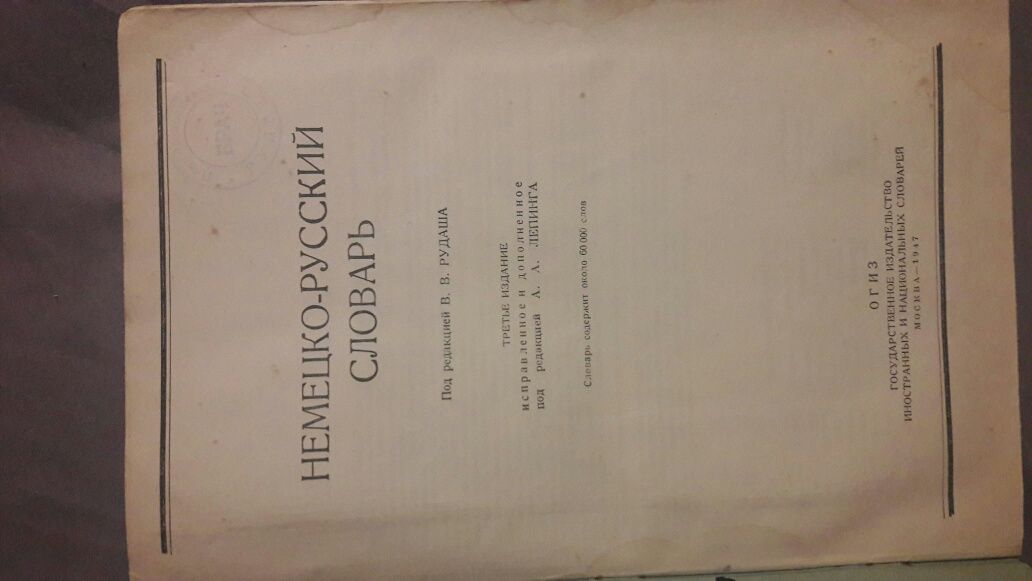 НЕМЕЦКО-РУССКИЙ
СЛОВАРЬ
Под редакцией В. В. РУДАША
ТРЕТЬЕ ИЗДАНИЕ
исправленное и дополненное
под редакцией А. А. ЛЕПИНГА
Словарь содержит около 60 000 слов
ОГИЗ
ГОСУДАРСТВЕННОЕ ИЗДАТЕЛЬСТВО
ИНОСТРАННЫХ И НАЦИОНАЛЬНЫХ СЛОВАРЕЙ
МОСКВА—1947